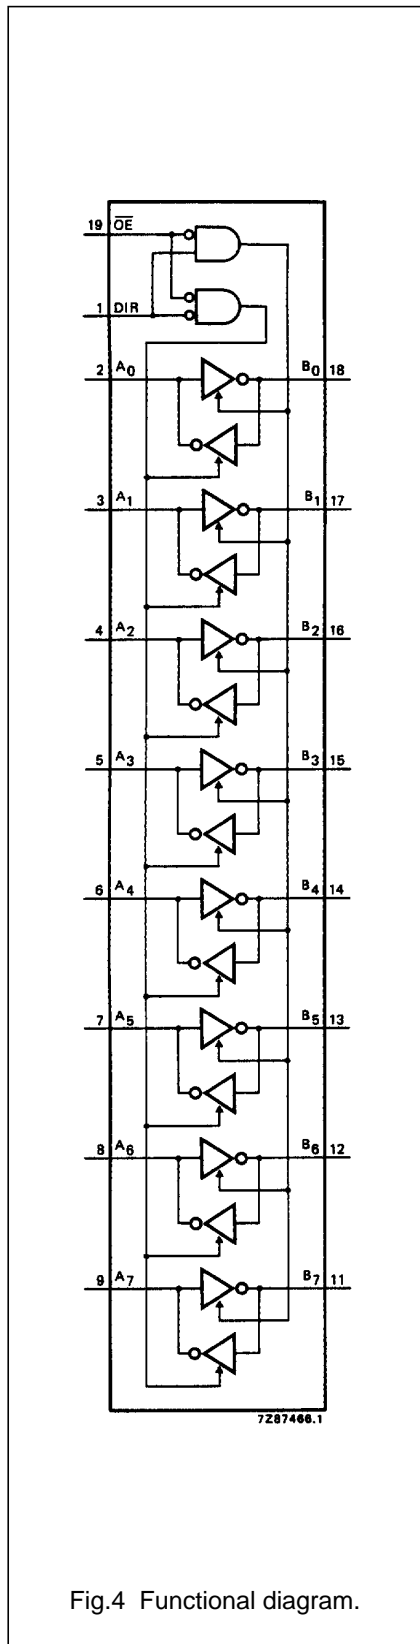 19 OE
1 DIR
2 A0 B0 18
3 A1 B1 17
4 A2 B2 16
5 A3 B3 15
6 A4 B4 14
7 A5 B5 13
8 A6 B6 12
9 A7 B7 11
7Z87466.1
Fig.4 Functional diagram.